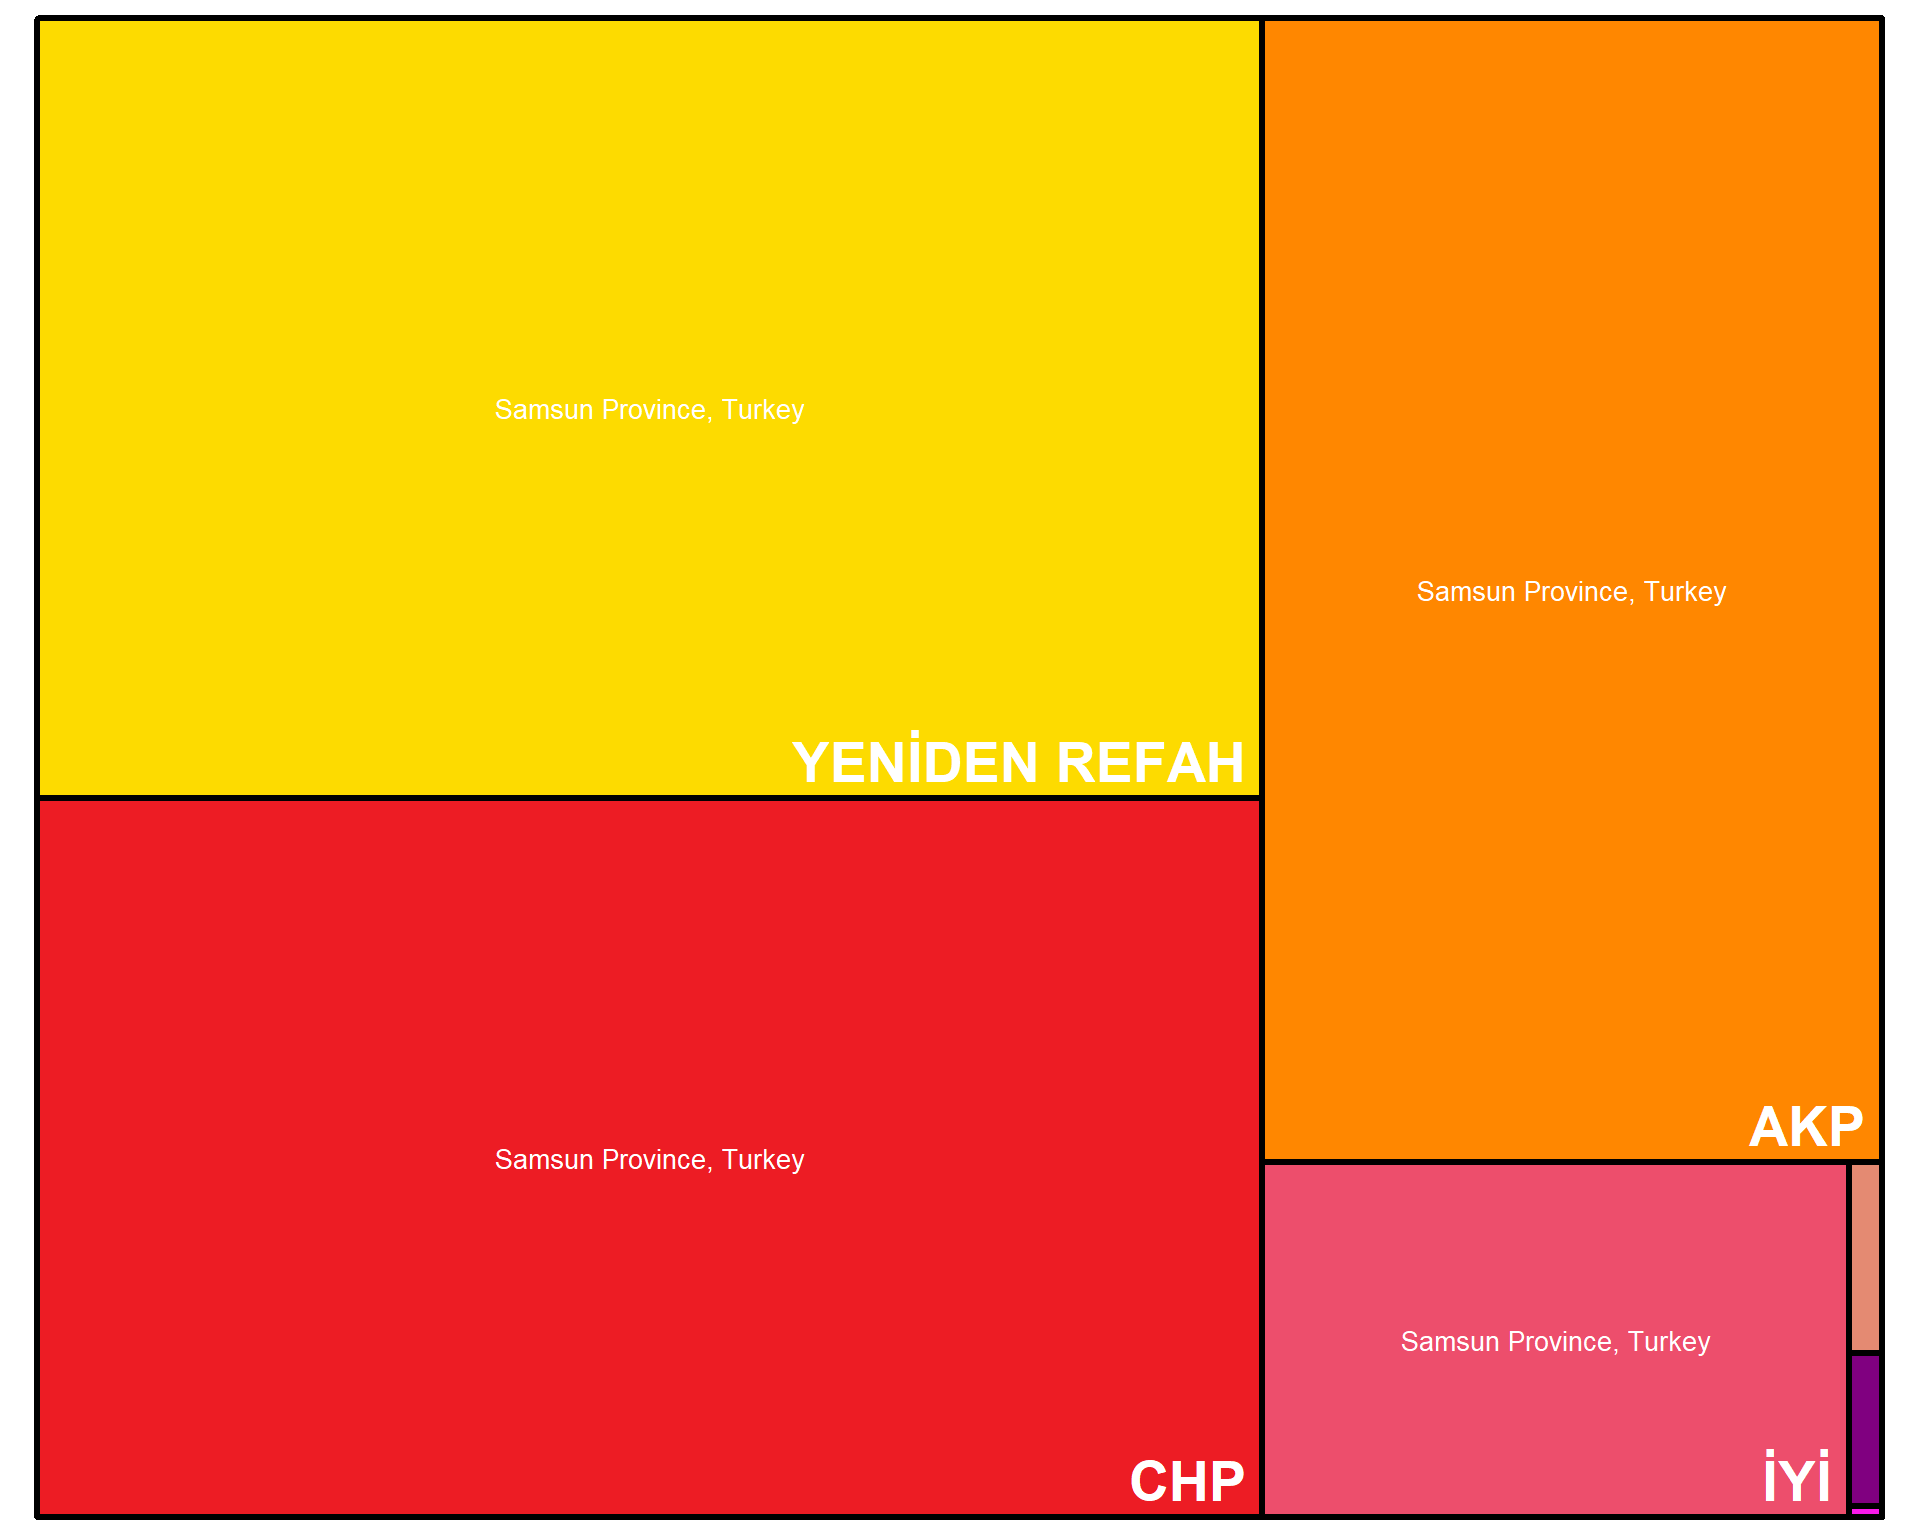 Samsun Province, Turkey
YENİDEN REFAH
Samsun Province, Turkey
CHP
Samsun Province, Turkey
AKP
Samsun Province, Turkey
İYİ